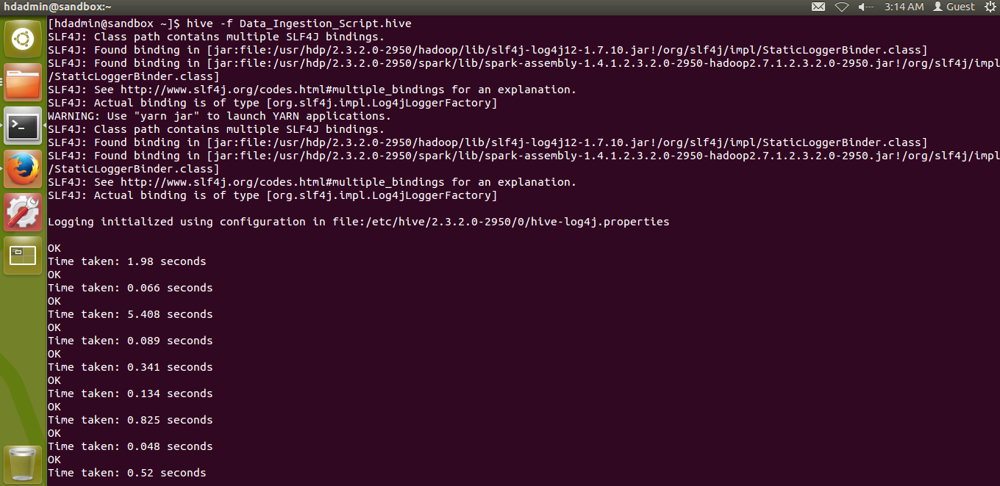 hdadmin@sandbox:~
3:14 AM Guest
[hdadmin@sandbox ~]$ hive -f Data_Ingestion_Script.hive
SLF4J: Class path contains multiple SLF4J bindings.
SLF4J: Found binding in [jar:file:/usr/hdp/2.3.2.0-2950/hadoop/lib/slf4j-log4j12-1.7.10.jar!/org/slf4j/impl/StaticLoggerBinder.class]
SLF4J: Found binding in [jar:file:/usr/hdp/2.3.2.0-2950/spark/lib/spark-assembly-1.4.1.2.3.2.0-2950-hadoop2.7.1.2.3.2.0-2950.jar!/org/slf4j/impl
/StaticLoggerBinder.class]
SLF4J: See http://www.slf4j.org/codes.html#multiple_bindings for an explanation.
SLF4J: Actual binding is of type [org.slf4j.impl.Log4jLoggerFactory]
WARNING: Use "yarn jar" to launch YARN applications.
SLF4J: Class path contains multiple SLF4J bindings.
SLF4J: Found binding in [jar:file:/usr/hdp/2.3.2.0-2950/hadoop/lib/slf4j-log4j12-1.7.10.jar!/org/slf4j/impl/StaticLoggerBinder.class]
SLF4J: Found binding in [jar:file:/usr/hdp/2.3.2.0-2950/spark/lib/spark-assembly-1.4.1.2.3.2.0-2950-hadoop2.7.1.2.3.2.0-2950.jar!/org/slf4j/impl
/StaticLoggerBinder.class]
SLF4J: See http://www.slf4j.org/codes.html#multiple_bindings for an explanation.
SLF4J: Actual binding is of type [org.slf4j.impl.Log4jLoggerFactory]
Logging initialized using configuration in file:/etc/hive/2.3.2.0-2950/0/hive-log4j.properties
OK
Time taken: 1.98 seconds
OK
Time taken: 0.066 seconds
OK
Time taken: 5.408 seconds
OK
Time taken: 0.089 seconds
OK
Time taken: 0.341 seconds
OK
Time taken: 0.134 seconds
OK
Time taken: 0.825 seconds
OK
Time taken: 0.048 seconds
OK
Time taken: 0.52 seconds